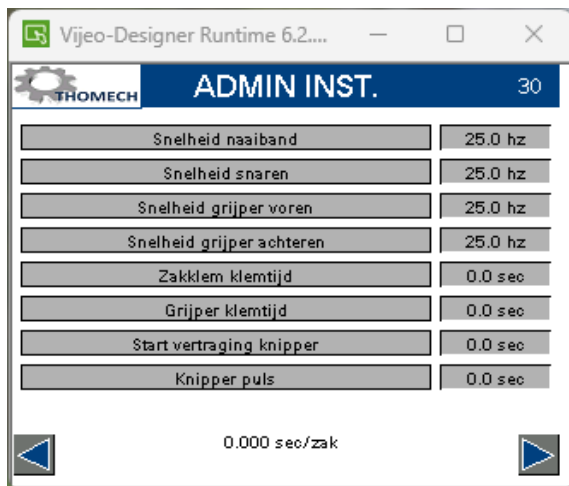 Vijeo-Designer Runtime 6.2....
THOMECH ADMIN INST. 30
Snelheid naaiband 25.0 hz
Snelheid snaren 25.0 hz
Snelheid grijper voren 25.0 hz
Snelheid grijper achteren 25.0 hz
Zakklem klemtijd 0.0 sec
Grijper klemtijd 0.0 sec
Start vertraging knipper 0.0 sec
Knipper puls 0.0 sec
0.000 sec/zak